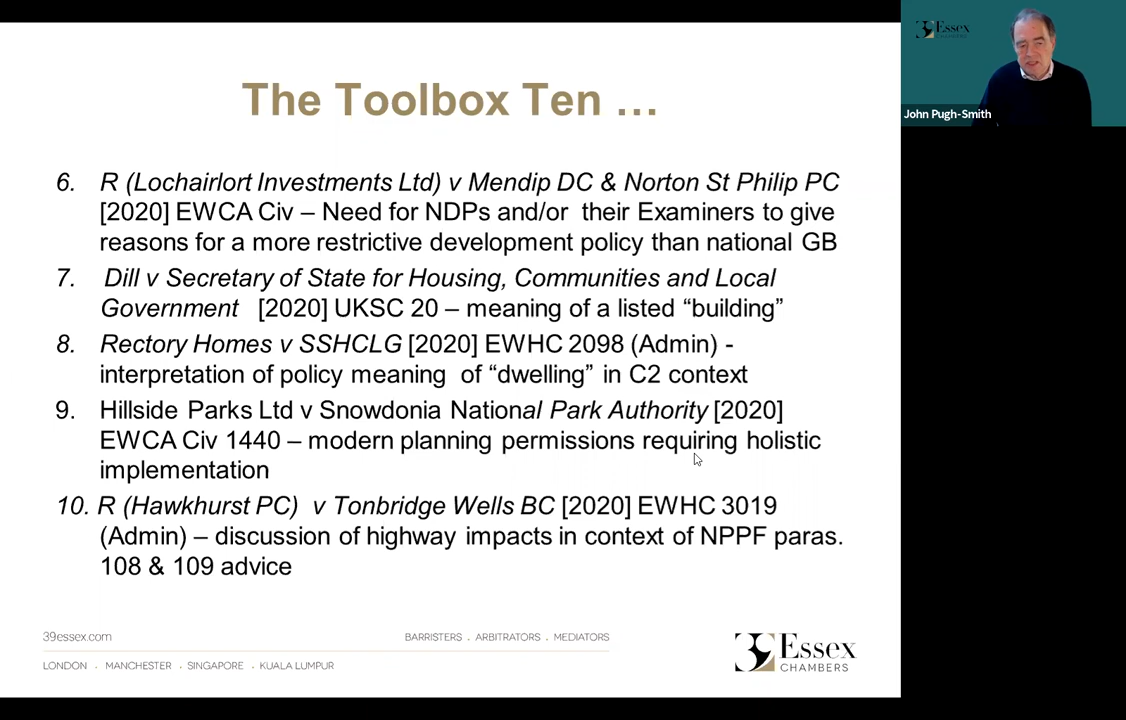 The Toolbox Ten …
6. R (Lochairlort Investments Ltd) v Mendip DC & Norton St Philip PC
[2020] EWCA Civ – Need for NDPs and/or their Examiners to give
reasons for a more restrictive development policy than national GB
7. Dill v Secretary of State for Housing, Communities and Local
Government [2020] UKSC 20 – meaning of a listed “building”
8. Rectory Homes v SSHCLG [2020] EWHC 2098 (Admin) -
interpretation of policy meaning of “dwelling” in C2 context
9. Hillside Parks Ltd v Snowdonia National Park Authority [2020]
EWCA Civ 1440 – modern planning permissions requiring holistic
implementation
10. R (Hawkhurst PC) v Tonbridge Wells BC [2020] EWHC 3019
(Admin) – discussion of highway impacts in context of NPPF paras.
108 & 109 advice
39essex.com
BARRISTERS . ARBITRATORS . MEDIATORS
LONDON . MANCHESTER . SINGAPORE . KUALA LUMPUR
39 Essex
CHAMBERS
39 Essex
CHAMBERS
John Pugh-Smith